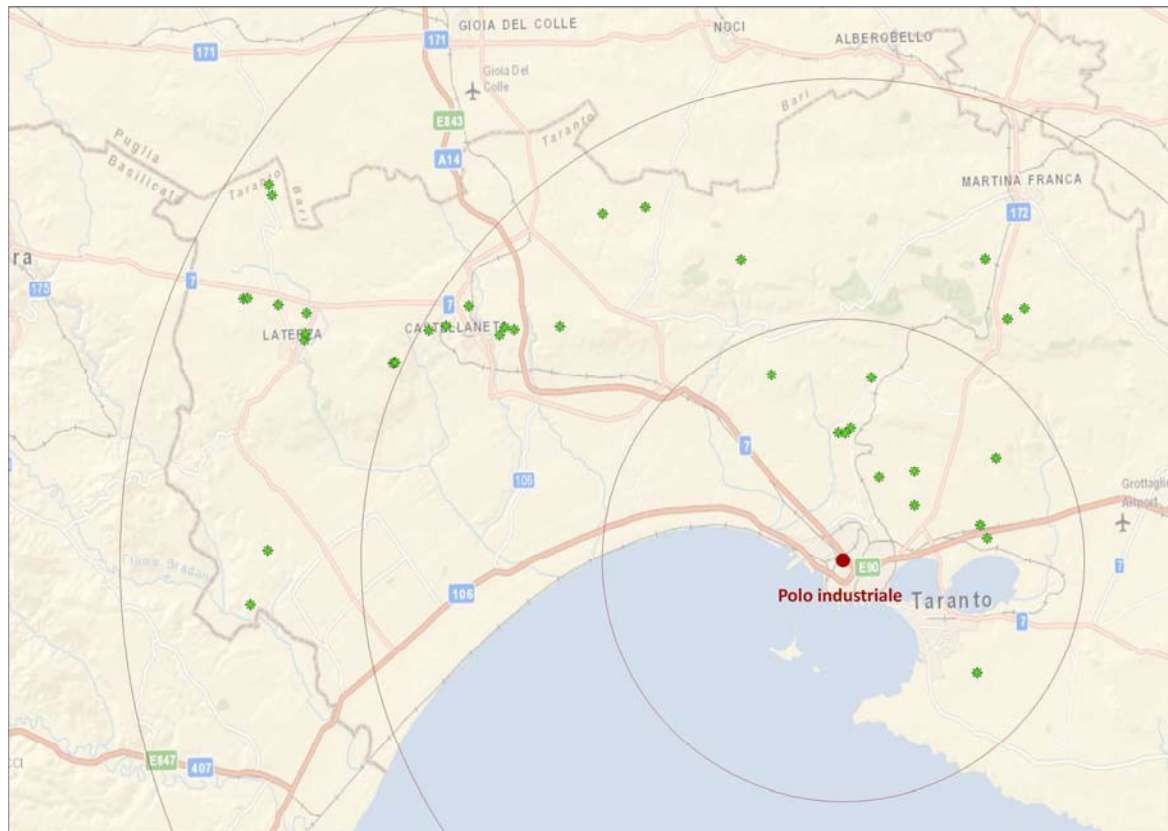 GIOIA DEL COLLE
NOCI
ALBEROBELLO
171
171
Gioia Del
Colle
E843
Puglia
Basilicata
Taranto
Bari
Taranto
Bari
A14
MARTINA FRANCA
172
ra
175
7
7
LATERZA
CASTELLANETA
7
106
Grottaglie
Airport
Fiume Bradano
106
E90
Polo industriale
Taranto
7
7
E847
407